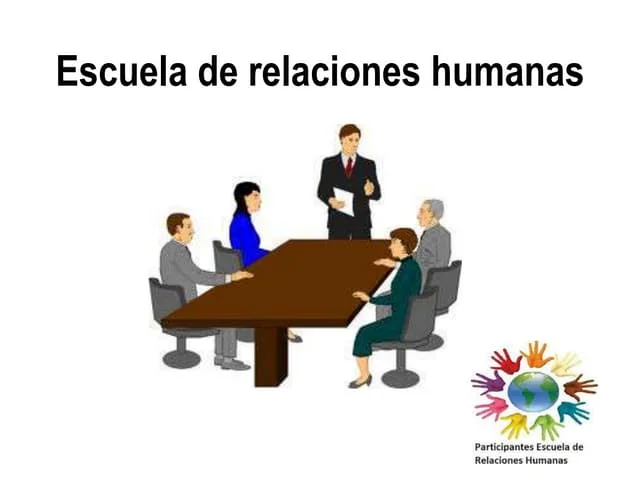 Escuela de relaciones humanas
Participantes Escuela de
Relaciones Humanas